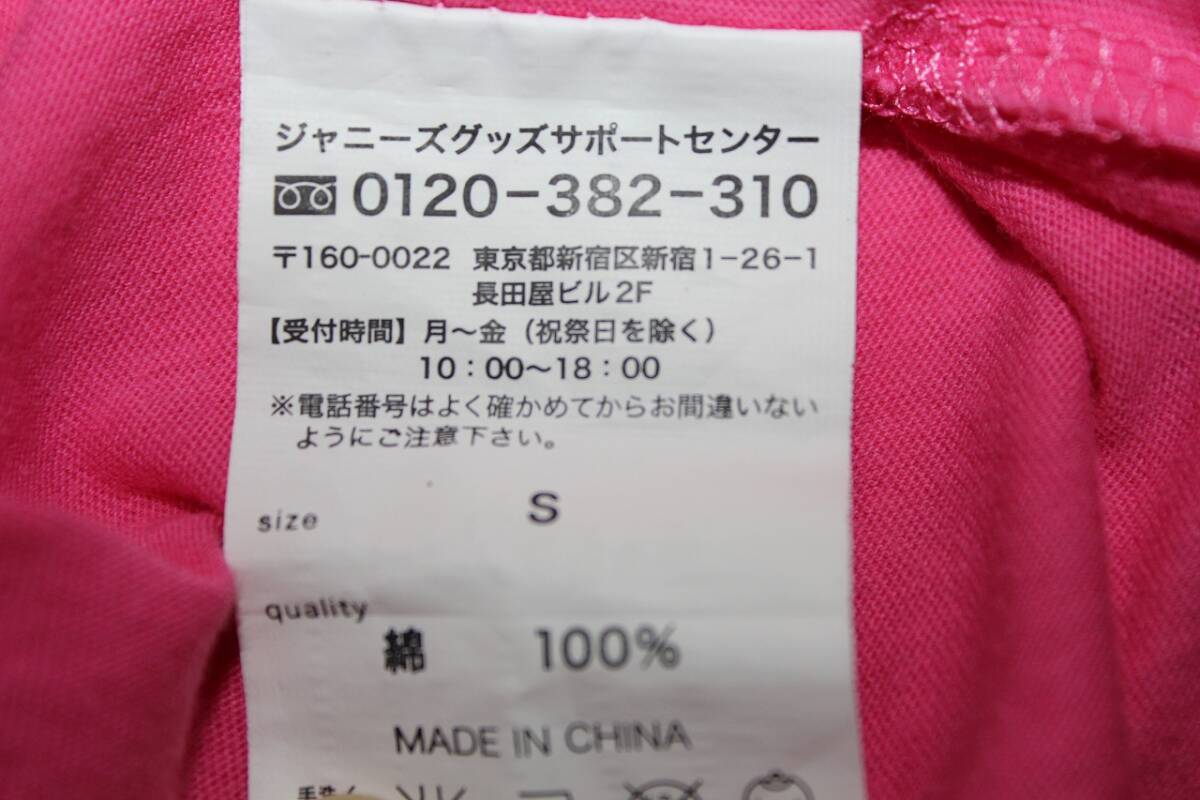 ジャニーズグッズサポートセンター
0120-382-310
〒160-0022 東京都新宿区新宿1-26-1
長田屋ビル2F
【受付時間】月〜金（祝祭日を除く）
10：00〜18：00
※電話番号はよく確かめてからお間違いない
ようにご注意下さい。
size S
quality
綿 100%
MADE IN CHINA